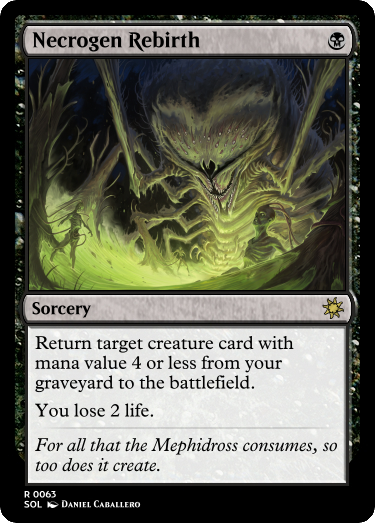 Necrogen Rebirth
Sorcery
Return target creature card with
mana value 4 or less from your
graveyard to the battlefield.
You lose 2 life.
For all that the Mephidross consumes, so
too does it create.
R 0063
SOL DANIEL CABALLERO